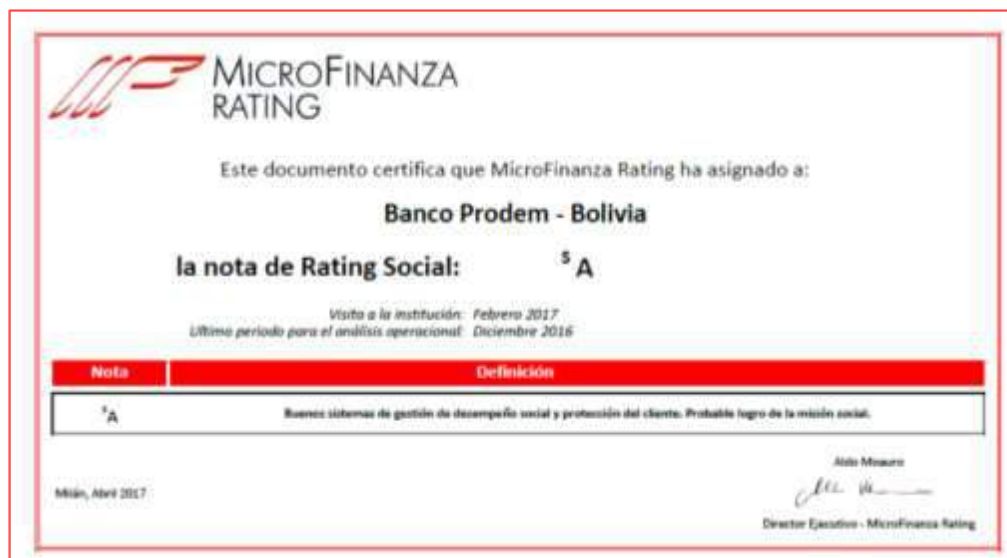 MICROFINANZA
RATING
Este documento certifica que MicroFinanza Rating ha asignado a:
Banco Prodem - Bolivia
la nota de Rating Social: ˢA
Visita a la institución: Febrero 2017
Ultimo periodo para el análisis operacional: Diciembre 2016
Nota Definición
ˢA Buenos sistemas de gestión de desempeño social y protección del cliente. Probable logro de la misión social.
Aldo Moauro
Milán, Abril 2017
Director Ejecutivo - MicroFinanza Rating